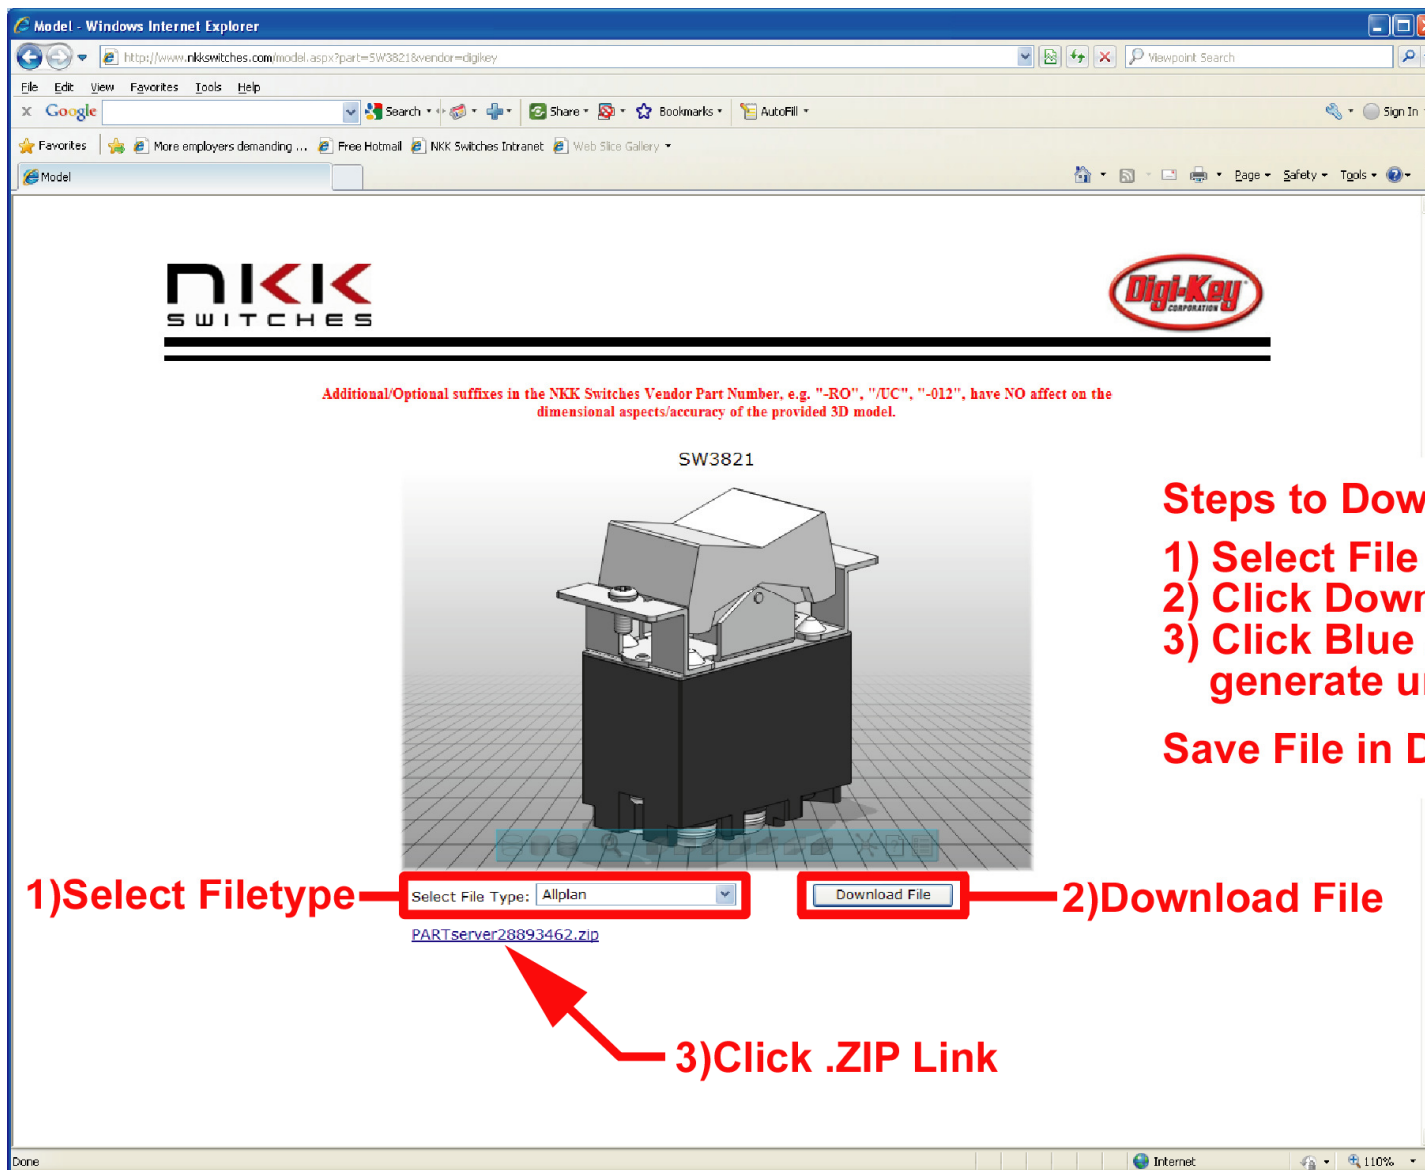 Model - Windows Internet Explorer
http://www.nkkswitches.com/model.aspx?part=SW3821&vendor=digikey
Viewpoint Search
File Edit View Favorites Tools Help
x Google Search Share Bookmarks AutoFill Sign In
Favorites More employers demanding ... Free Hotmail NKK Switches Intranet Web Slice Gallery
Model Page Safety Tools
nKK
SWITCHES
Digi-Key
CORPORATION
Additional/Optional suffixes in the NKK Switches Vendor Part Number, e.g. "-RO", "/UC", "-012", have NO affect on the
dimensional aspects/accuracy of the provided 3D model.
SW3821
Steps to Dow
1) Select File
2) Click Down
3) Click Blue
generate u
Save File in D
1)Select Filetype
Select File Type: Allplan
Download File
2)Download File
PARTserver28893462.zip
3)Click .ZIP Link
Done
Internet
110%